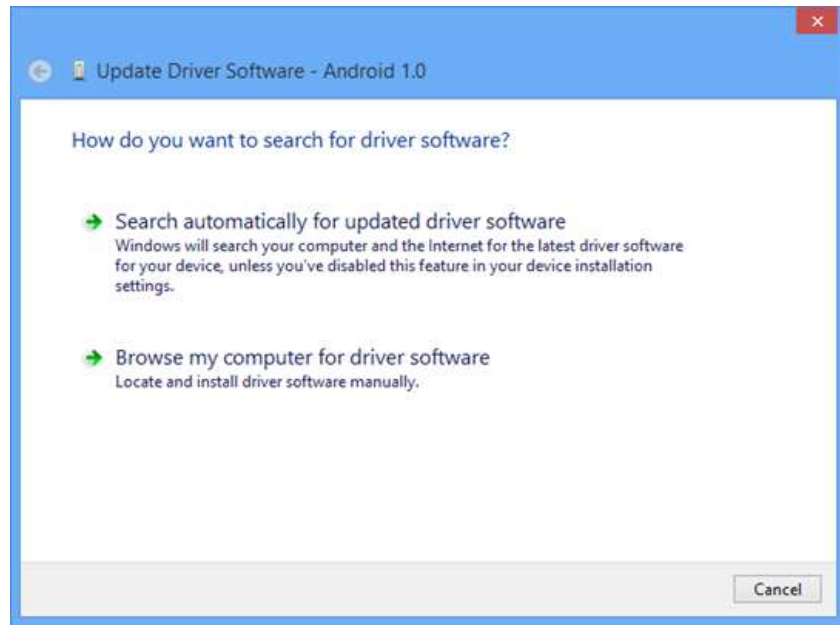 Update Driver Software - Android 1.0
How do you want to search for driver software?
Search automatically for updated driver software
Windows will search your computer and the Internet for the latest driver software
for your device, unless you've disabled this feature in your device installation
settings.
Browse my computer for driver software
Locate and install driver software manually.
Cancel